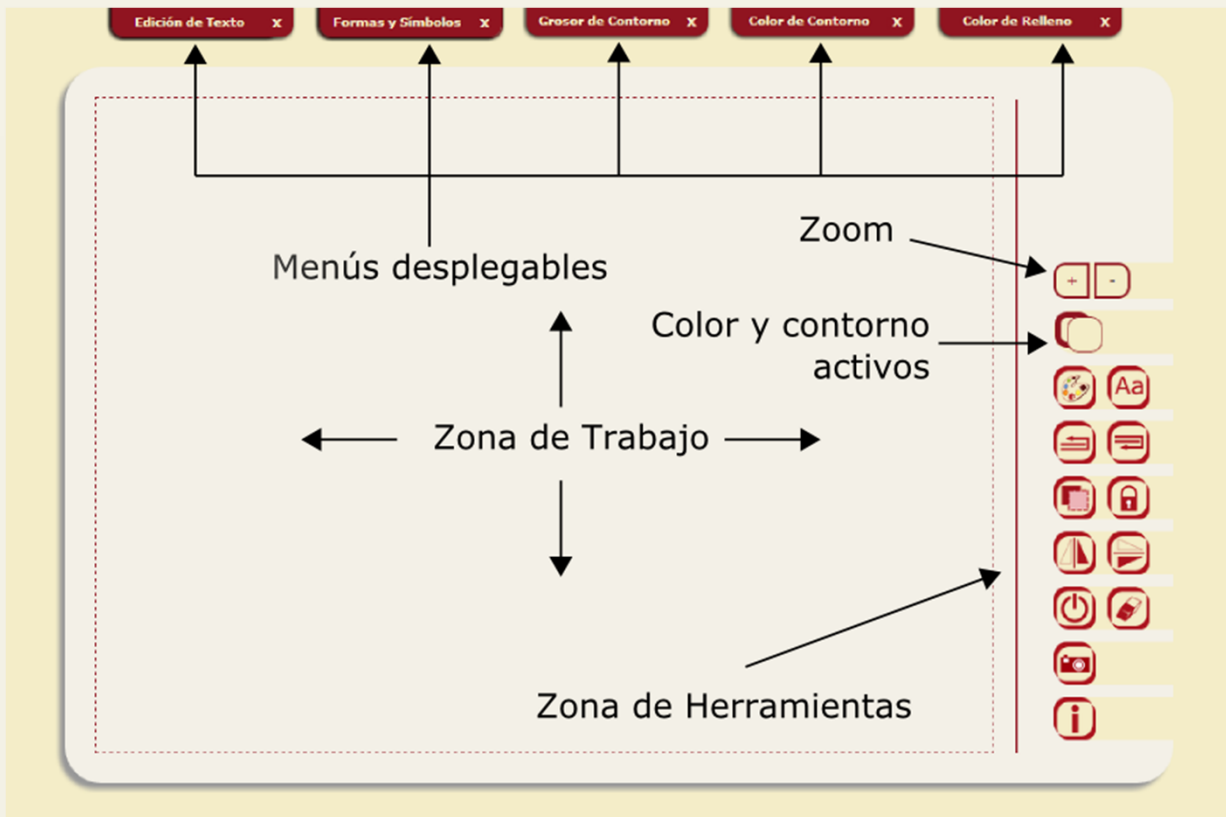 Edición de Texto x
Formas y Símbolos x
Grosor de Contorno x
Color de Contorno x
Color de Relleno x
Zoom
Menús desplegables
+ -
Color y contorno
activos
Aa
Zona de Trabajo
Zona de Herramientas
i